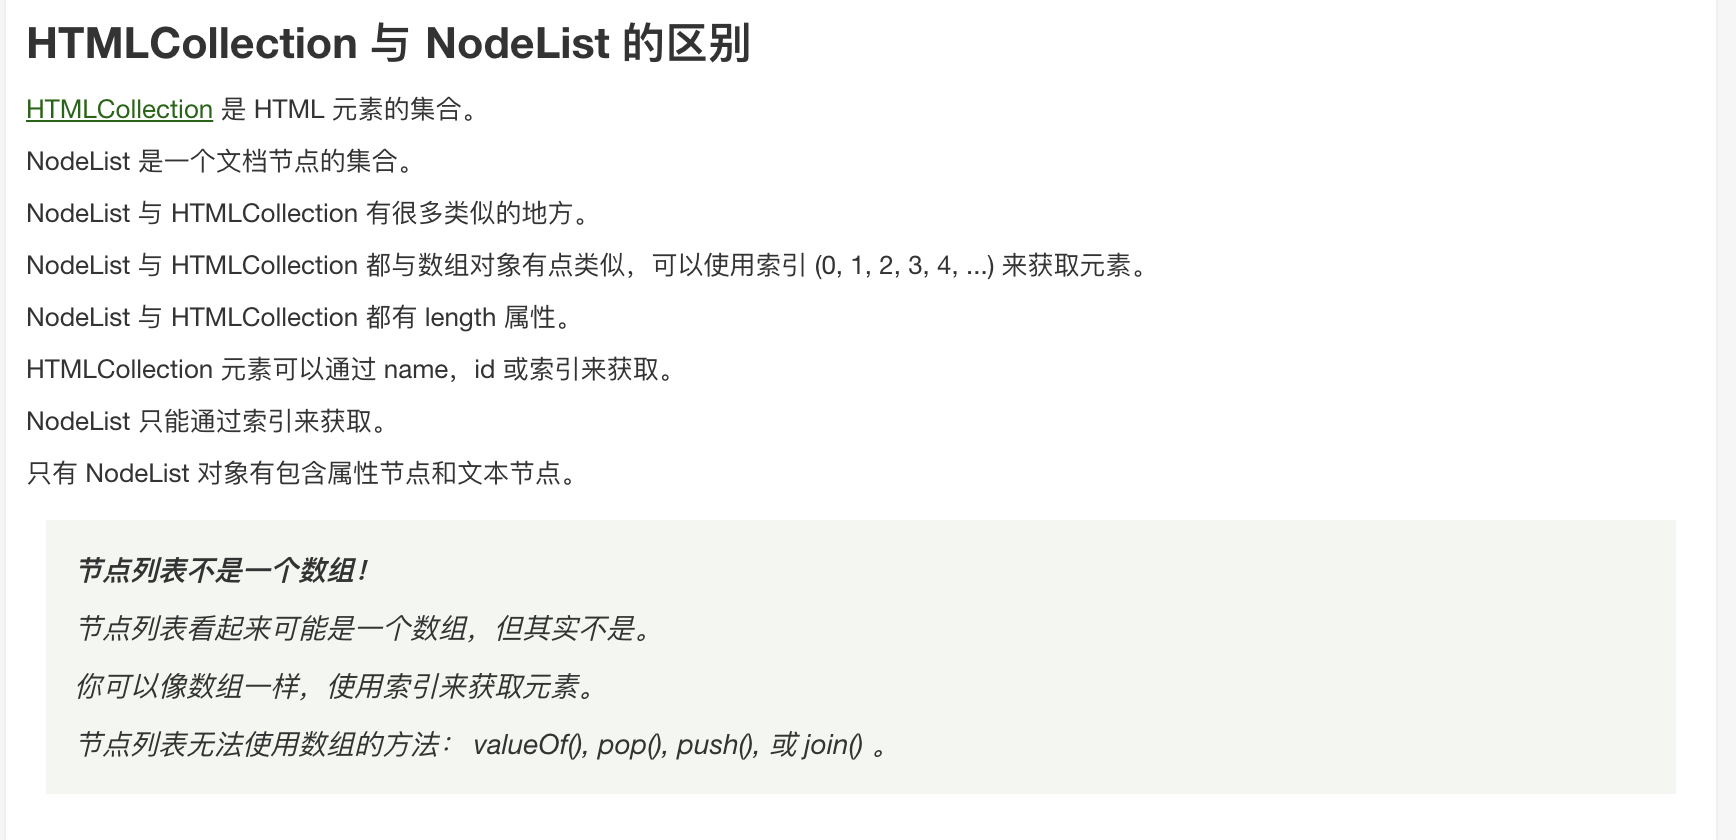 HTMLCollection 与 NodeList 的区别
HTMLCollection 是 HTML 元素的集合。
NodeList 是一个文档节点的集合。
NodeList 与 HTMLCollection 有很多类似的地方。
NodeList 与 HTMLCollection 都与数组对象有点类似，可以使用索引 (0, 1, 2, 3, 4, ...) 来获取元素。
NodeList 与 HTMLCollection 都有 length 属性。
HTMLCollection 元素可以通过 name，id 或索引来获取。
NodeList 只能通过索引来获取。
只有 NodeList 对象有包含属性节点和文本节点。
节点列表不是一个数组！
节点列表看起来可能是一个数组，但其实不是。
你可以像数组一样，使用索引来获取元素。
节点列表无法使用数组的方法： valueOf(), pop(), push(), 或 join() 。